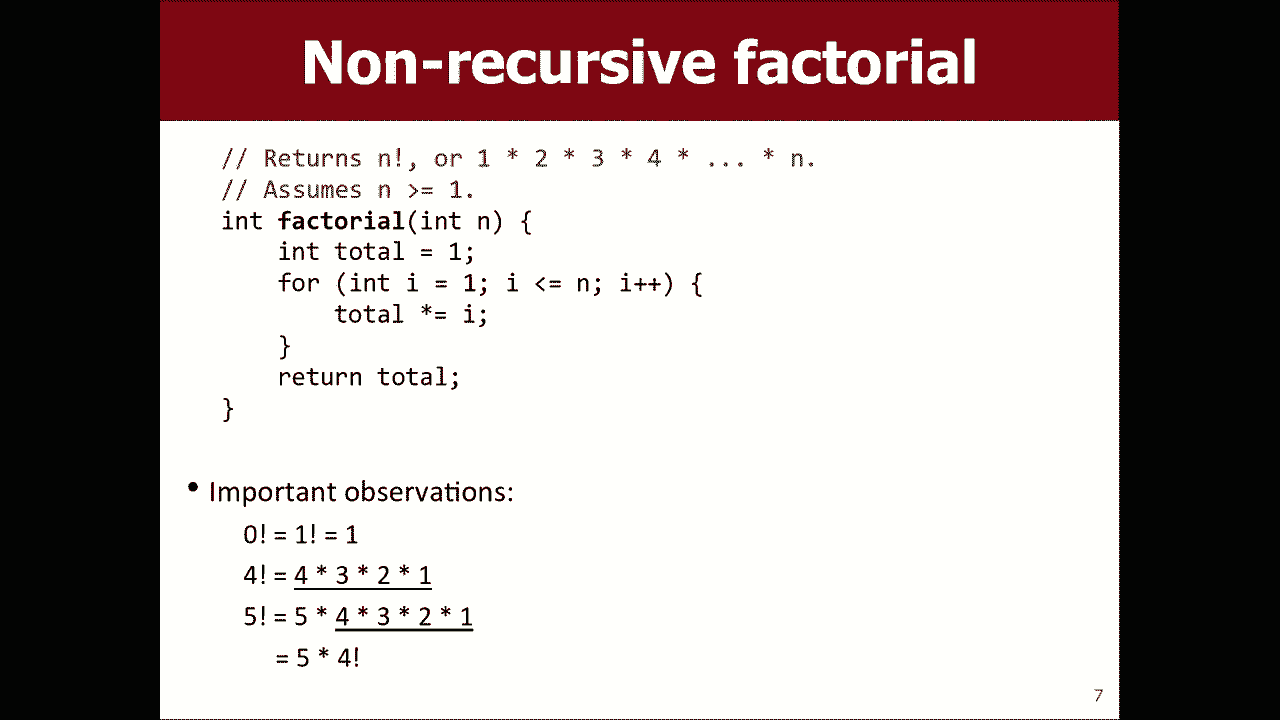 Non-recursive factorial
// Returns n!, or 1 * 2 * 3 * 4 * ... * n.
// Assumes n >= 1.
int factorial(int n) {
    int total = 1;
    for (int i = 1; i <= n; i++) {
        total *= i;
    }
    return total;
}
• Important observations:
0! = 1! = 1
4! = 4 * 3 * 2 * 1
5! = 5 * 4 * 3 * 2 * 1
= 5 * 4!
7